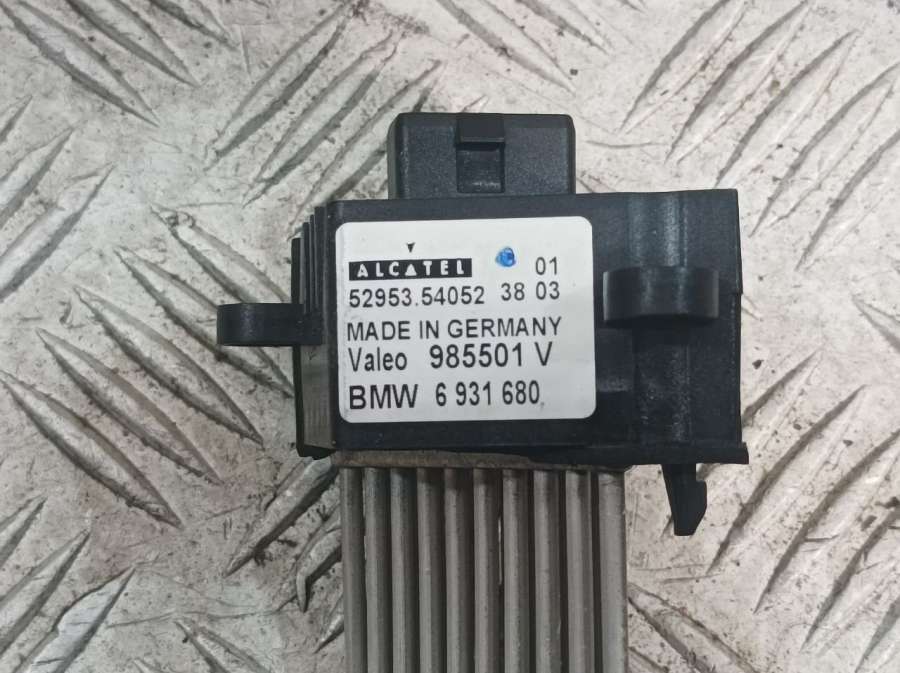 ALCATEL 01
52953.54052 38 03
MADE IN GERMANY
Valeo 985501 V
BMW 6 931 680